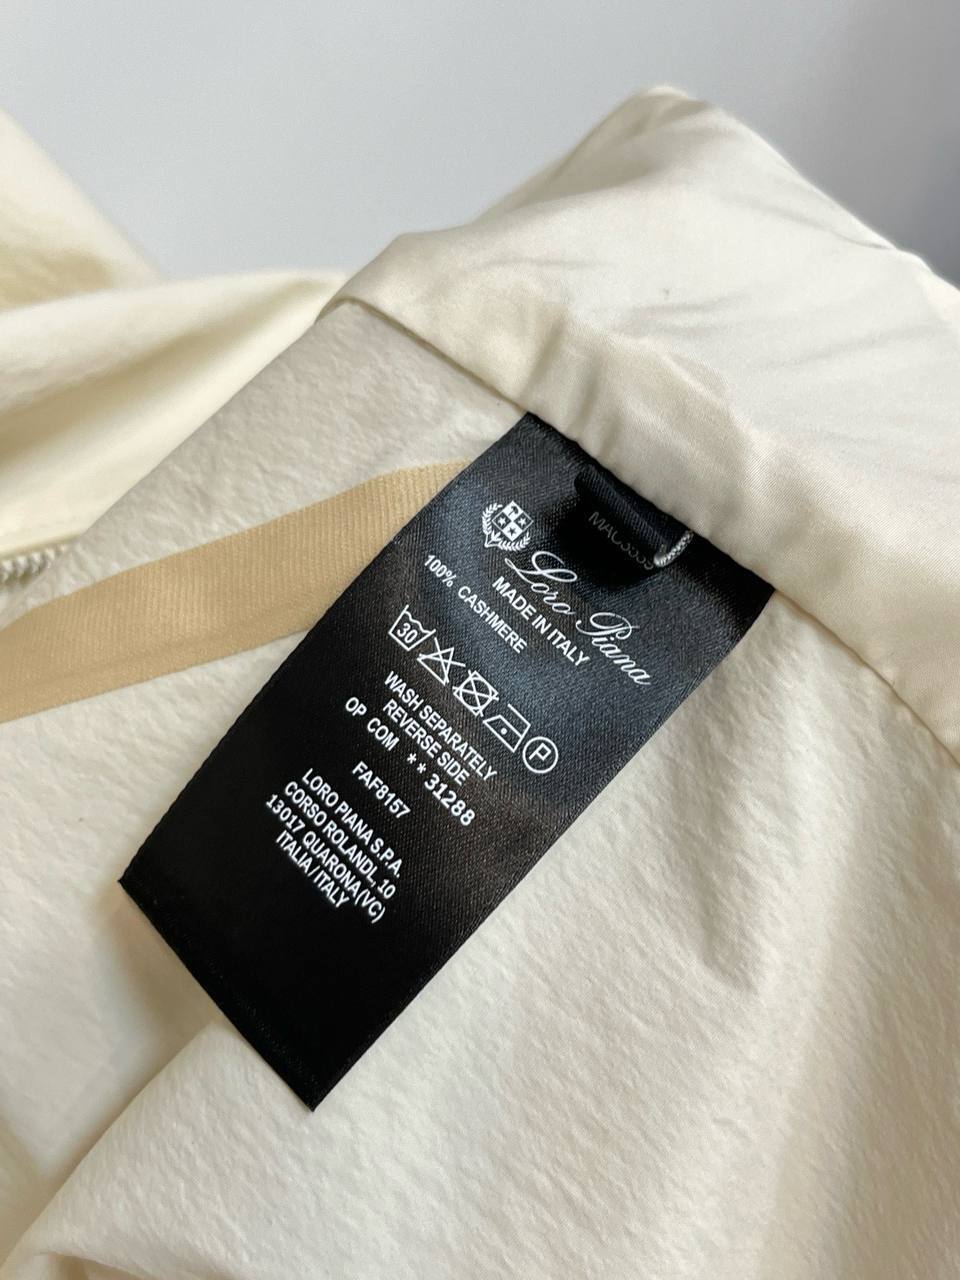 Loro Piana
MADE IN ITALY
100% CASHMERE
30
P
WASH SEPARATELY
REVERSE SIDE
OP COM **31288
FAF8157
LORO PIANA S.P.A.
CORSO ROLANDI, 10
13017 QUARONA(VC)
ITALIA/ITALY